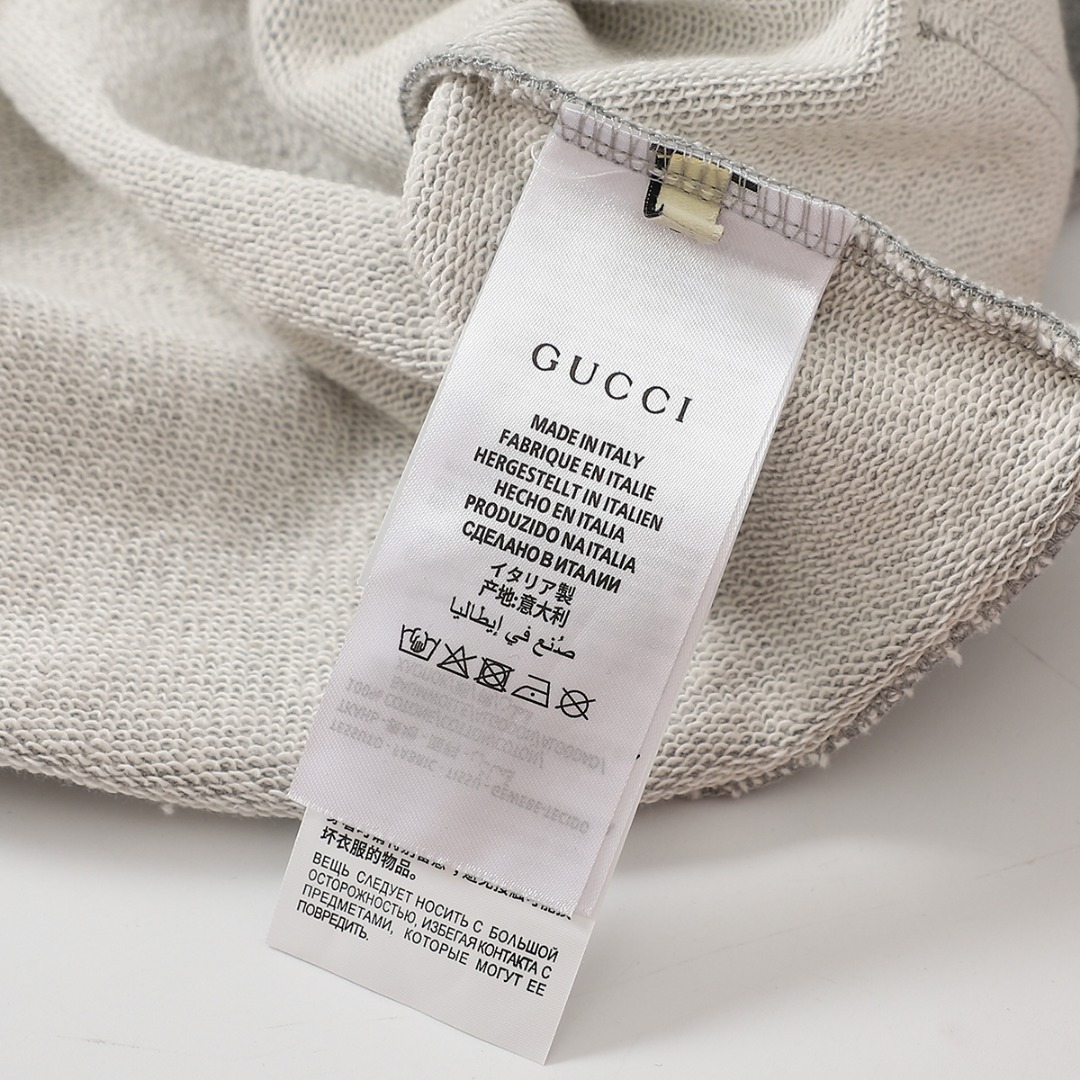 GUCCI
MADE IN ITALY
FABRIQUE EN ITALIE
HERGESTELLT IN ITALIEN
HECHO EN ITALIA
PRODUZIDO NA ITALIA
СДЕЛАНО В ИТАЛИИ
イタリア製
产地:意大利
صُنع في إيطاليا
坏衣服的物品。
ВЕЩЬ СЛЕДУЕТ НОСИТЬ С БОЛЬШОЙ
ОСТОРОЖНОСТЬЮ, ИЗБЕГАЯ КОНТАКТА С
ПРЕДМЕТАМИ, КОТОРЫЕ МОГУТ ЕЕ
ПОВРЕДИТЬ.